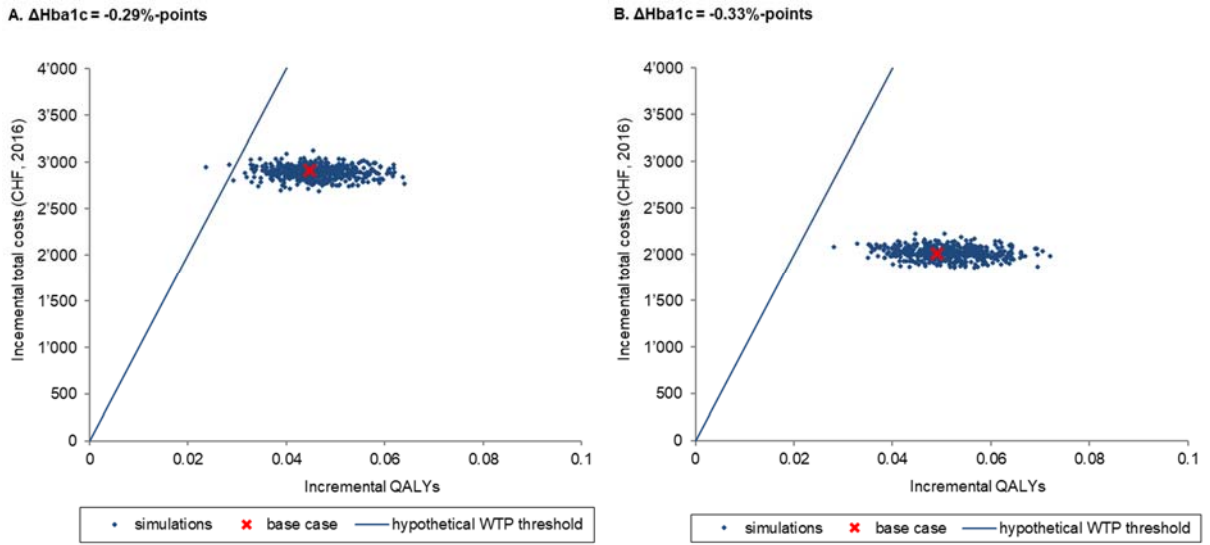 A. ΔHba1c = -0.29%-points
Incemental total costs (CHF, 2016)
4'000
3'500
3'000
2'500
2'000
1'500
1'000
500
0
0 0.02 0.04 0.06 0.08 0.1
Incremental QALYs
simulations base case hypothetical WTP threshold
B. ΔHba1c = -0.33%-points
Incemental total costs (CHF, 2016)
4'000
3'500
3'000
2'500
2'000
1'500
1'000
500
0
0 0.02 0.04 0.06 0.08 0.1
Incremental QALYs
simulations base case hypothetical WTP threshold